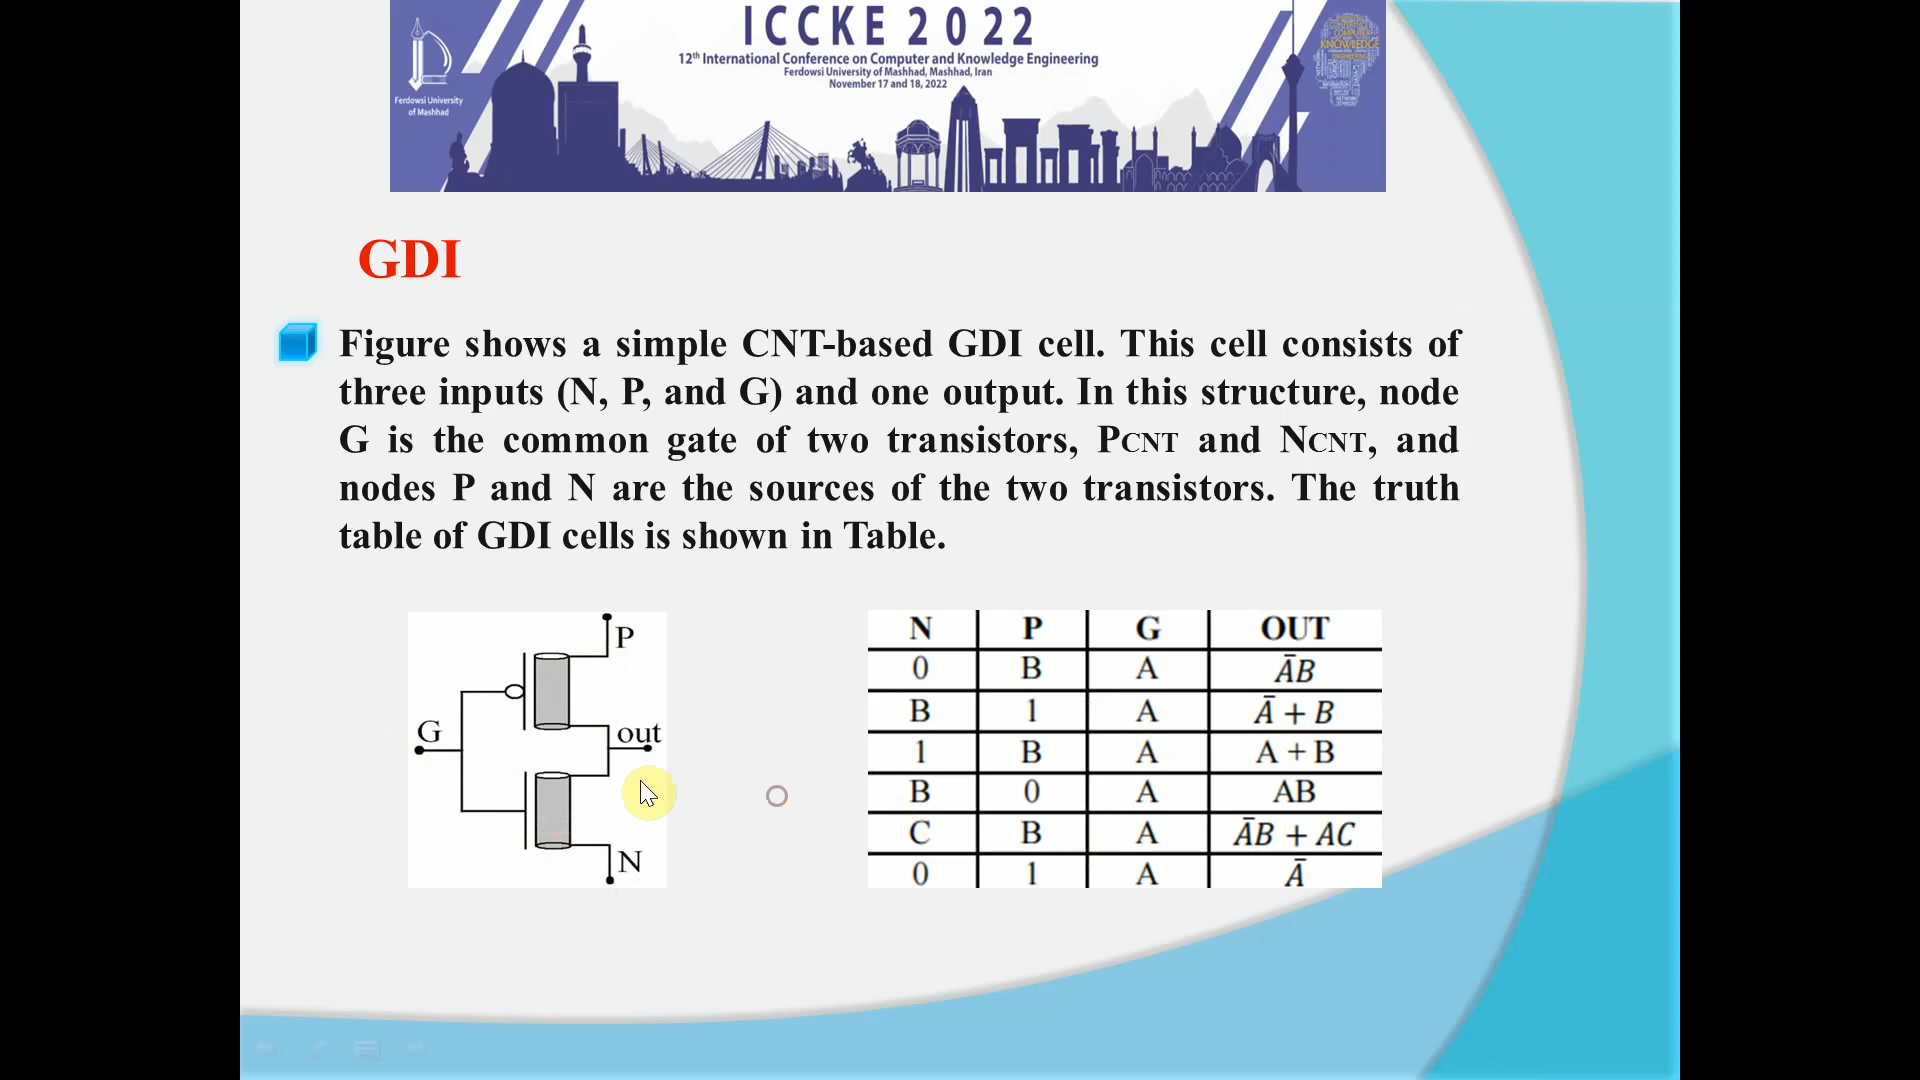 ICCKE 2022
12th International Conference on Computer and Knowledge Engineering
Ferdowsi University of Mashhad, Mashhad, Iran
November 17 and 18, 2022
Ferdowsi University
of Mashhad
KNOWLEDGE
GDI
Figure shows a simple CNT-based GDI cell. This cell consists of
three inputs (N, P, and G) and one output. In this structure, node
G is the common gate of two transistors, PCNT and NCNT, and
nodes P and N are the sources of the two transistors. The truth
table of GDI cells is shown in Table.
P
G
out
N
N P G OUT
0 B A ĀB
B 1 A Ā + B
1 B A A + B
B 0 A AB
C B A ĀB + AC
0 1 A Ā